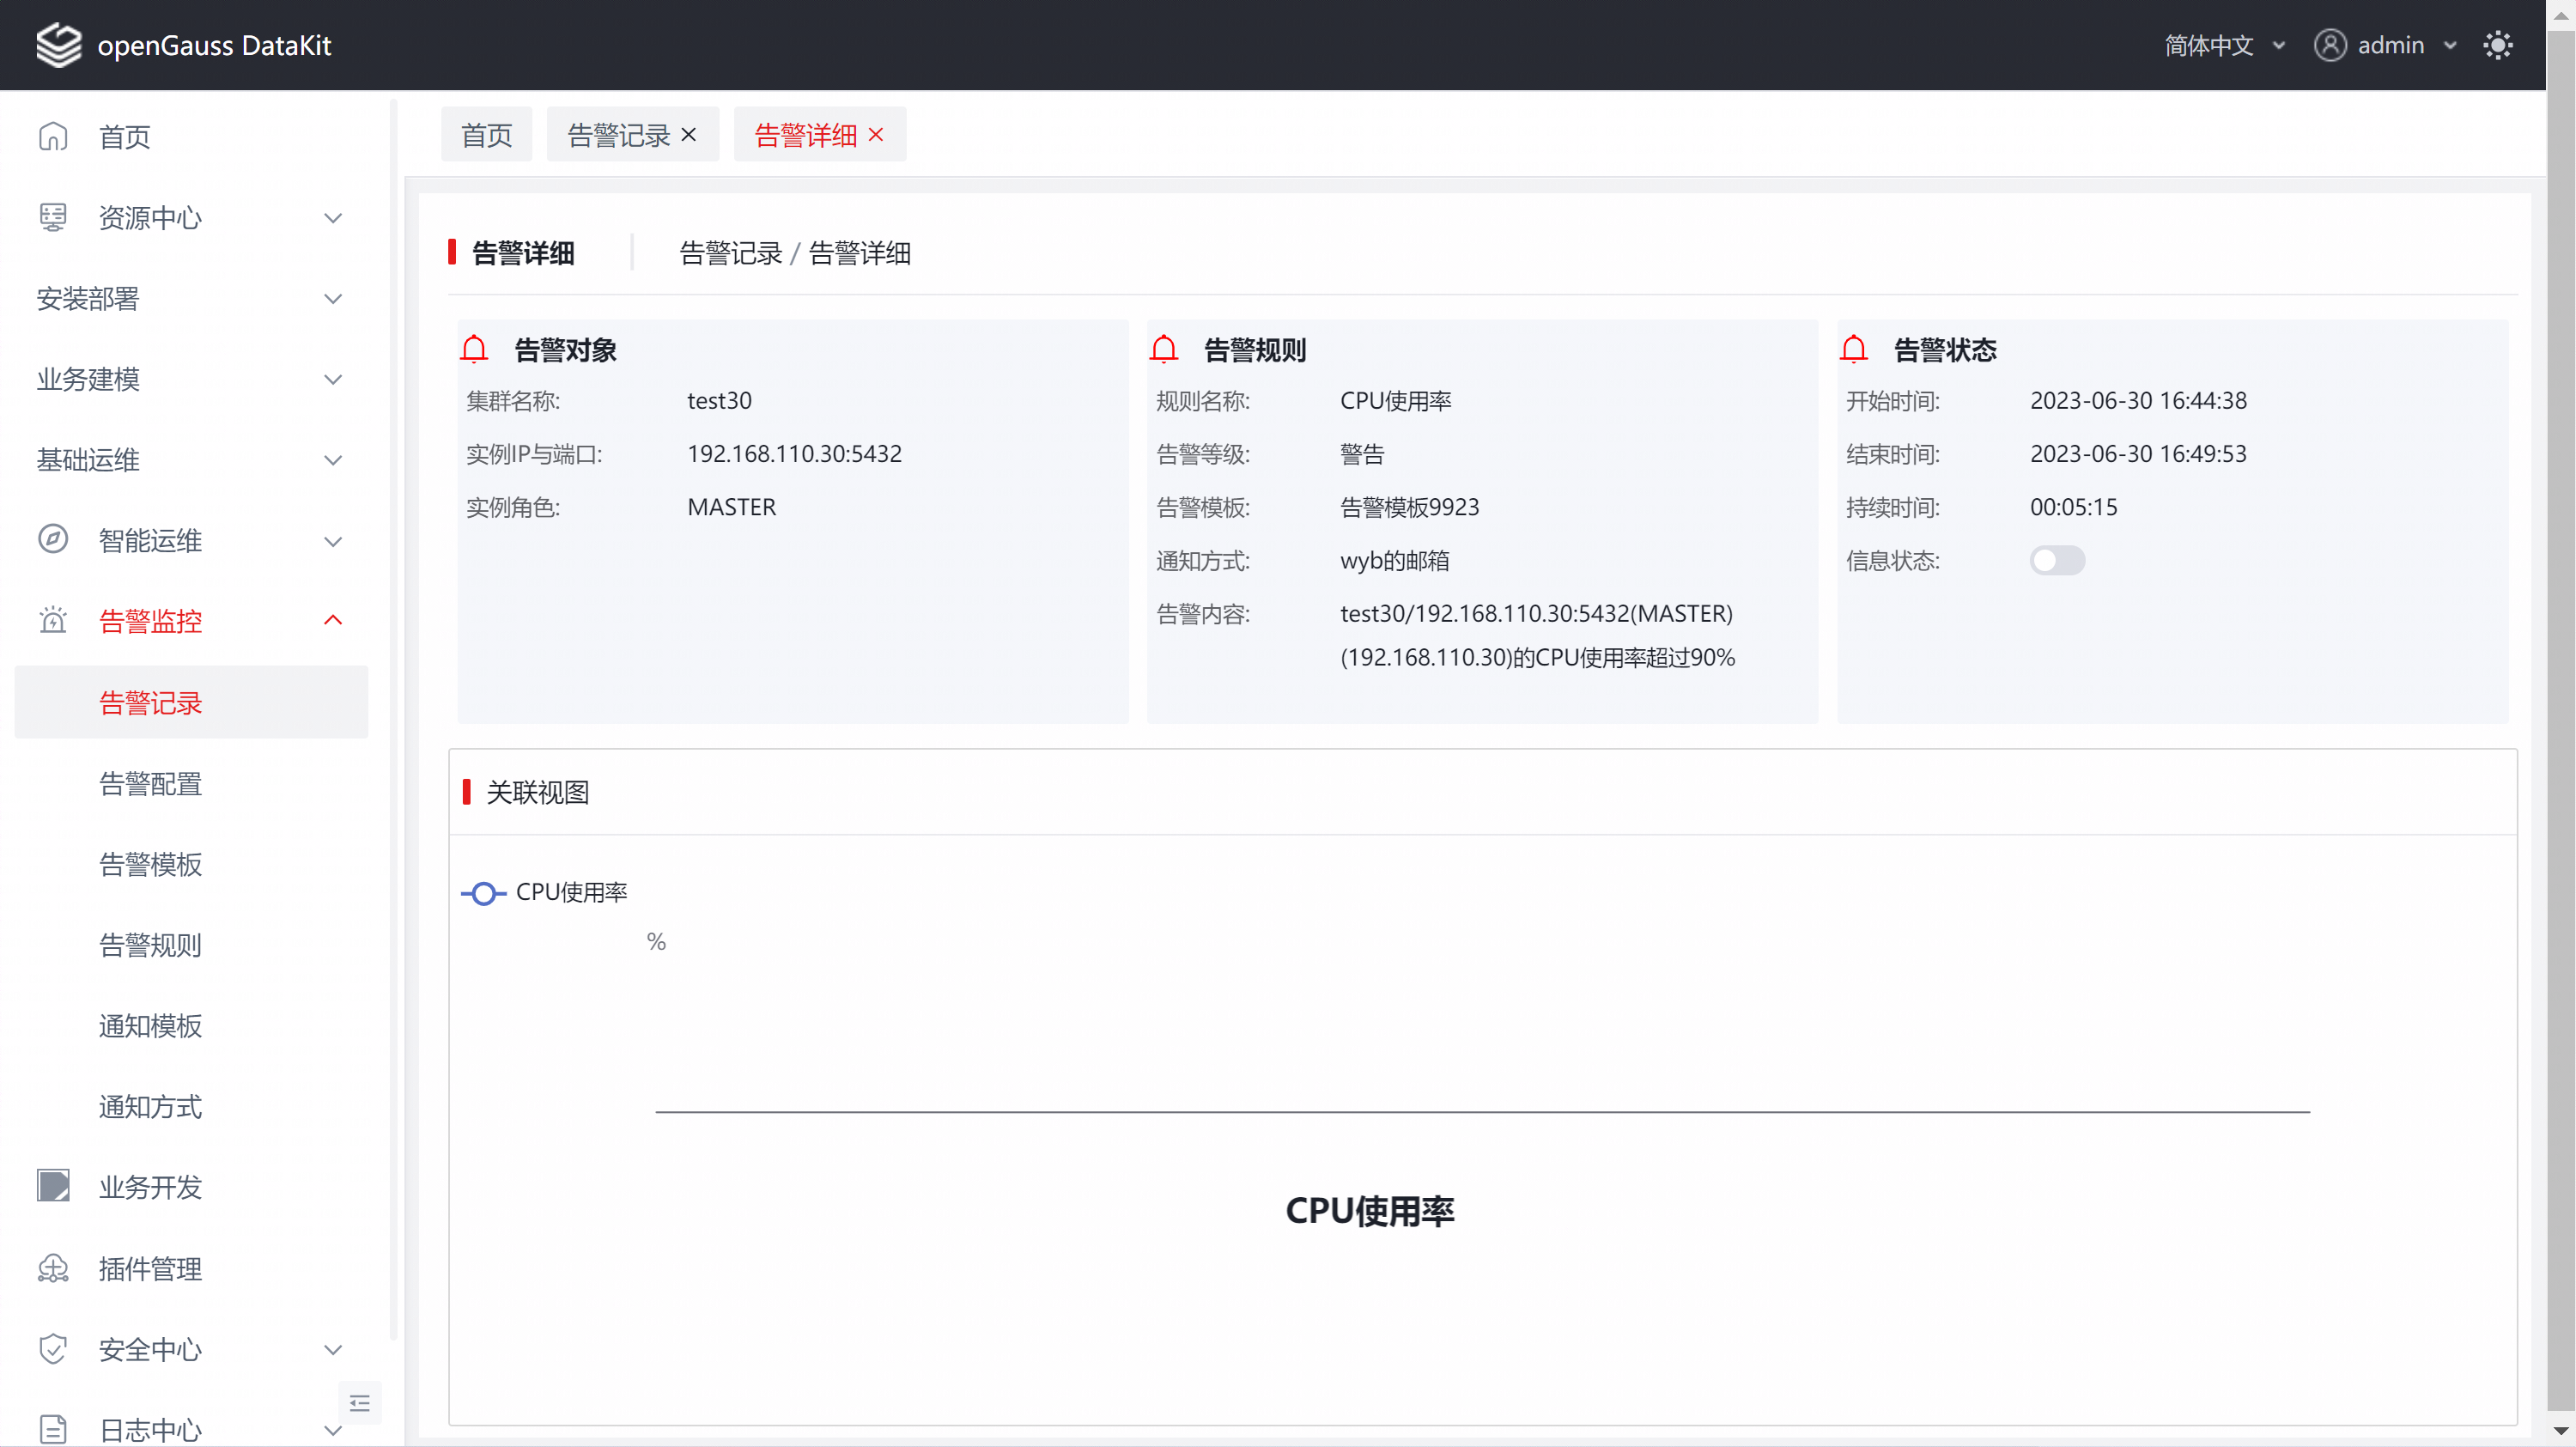 openGauss DataKit
简体中文
admin
首页
资源中心
安装部署
业务建模
基础运维
智能运维
告警监控
告警记录
告警配置
告警模板
告警规则
通知模板
通知方式
业务开发
插件管理
安全中心
日志中心
首页
告警记录
告警详细
告警详细
告警记录 / 告警详细
告警对象
集群名称: test30
实例IP与端口: 192.168.110.30:5432
实例角色: MASTER
告警规则
规则名称: CPU使用率
告警等级: 警告
告警模板: 告警模板9923
通知方式: wyb的邮箱
告警内容: test30/192.168.110.30:5432(MASTER)
(192.168.110.30)的CPU使用率超过90%
告警状态
开始时间: 2023-06-30 16:44:38
结束时间: 2023-06-30 16:49:53
持续时间: 00:05:15
信息状态:
关联视图
CPU使用率
%
CPU使用率